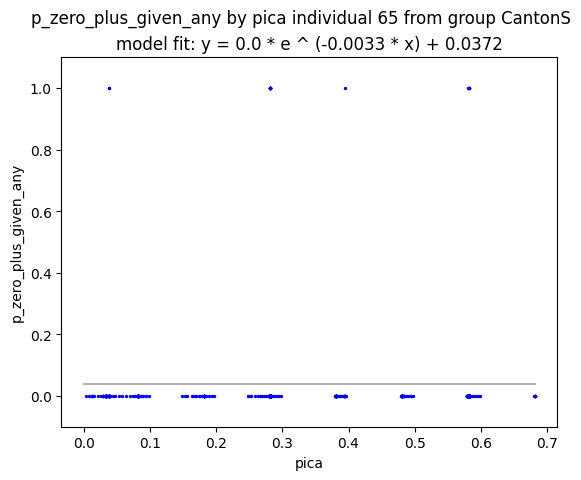 p_zero_plus_given_any by pica individual 65 from group CantonS
model fit: y = 0.0 * e ^ (-0.0033 * x) + 0.0372
1.0
0.8
0.6
0.4
0.2
0.0
p_zero_plus_given_any
0.0 0.1 0.2 0.3 0.4 0.5 0.6 0.7
pica